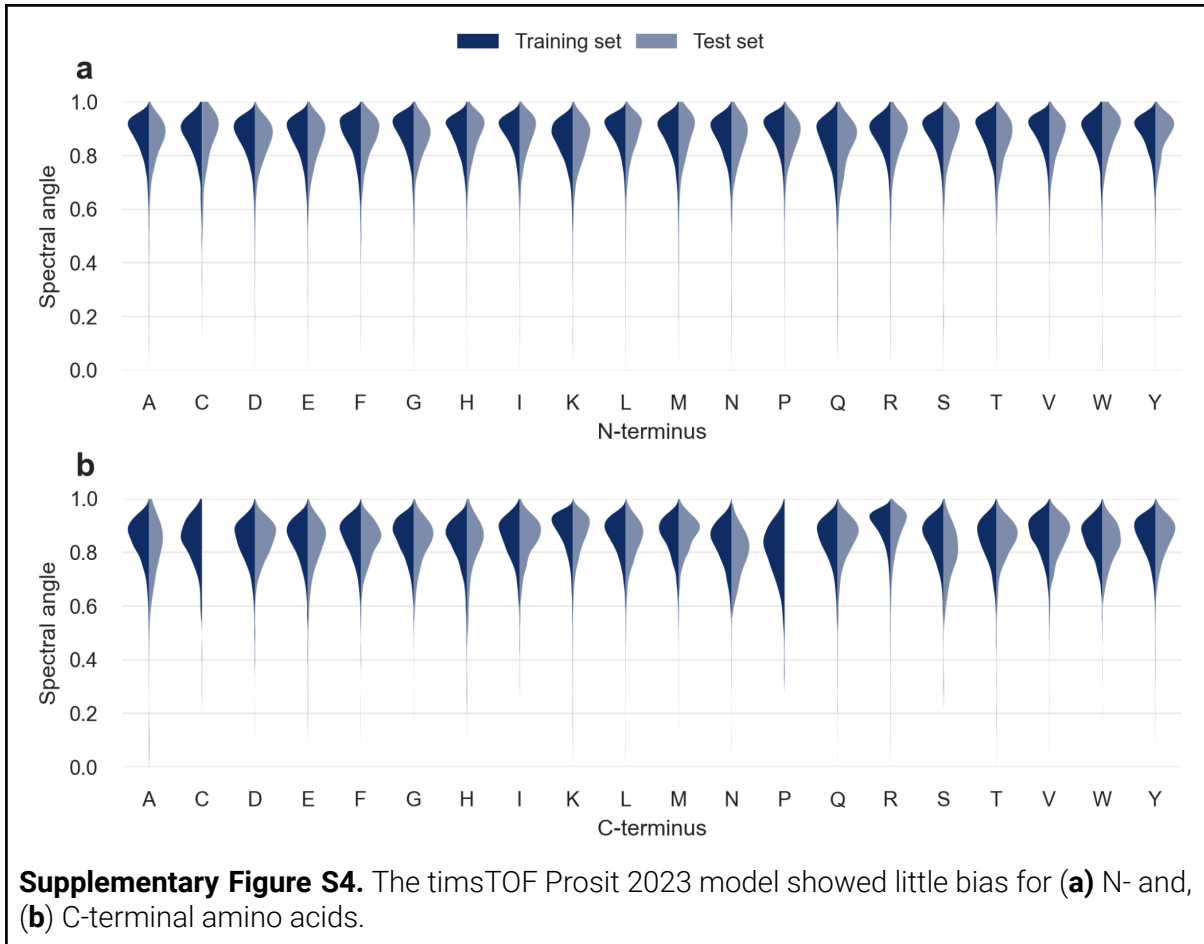 Training set Test set
a
1.0
0.8
0.6
0.4
0.2
0.0
Spectral angle
A C D E F G H I K L M N P Q R S T V W Y
N-terminus
b
1.0
0.8
0.6
0.4
0.2
0.0
Spectral angle
A C D E F G H I K L M N P Q R S T V W Y
C-terminus
Supplementary Figure S4. The timsTOF Prosit 2023 model showed little bias for (a) N- and,
(b) C-terminal amino acids.